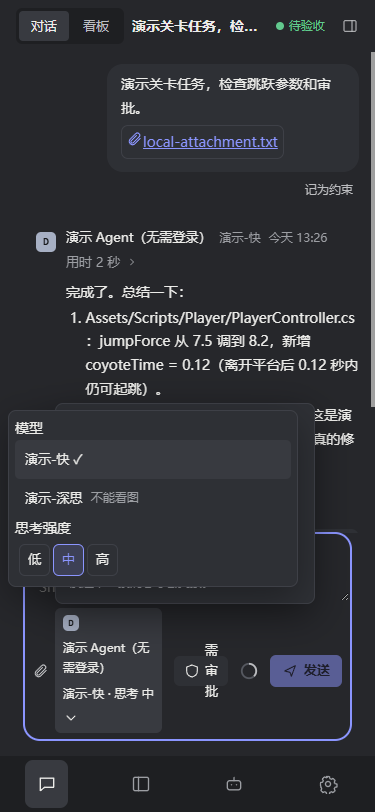 对话 看板 演示关卡任务，检... 待验收
演示关卡任务，检查跳跃参数和审
批。
local-attachment.txt
记为约束
D 演示 Agent（无需登录） 演示-快 今天 13:26
用时 2 秒
完成了。总结一下：
1. Assets/Scripts/Player/PlayerController.cs
：jumpForce 从 7.5 调到 8.2，新增
coyoteTime = 0.12（离开平台后 0.12 秒内
仍可起跳）。
这是演
真的修
模型
演示-快 ✓
演示-深思 不能看图
思考强度
低 中 高
D
演示 Agent（无
需登录）
演示-快 · 思考 中
需
审
批
发送